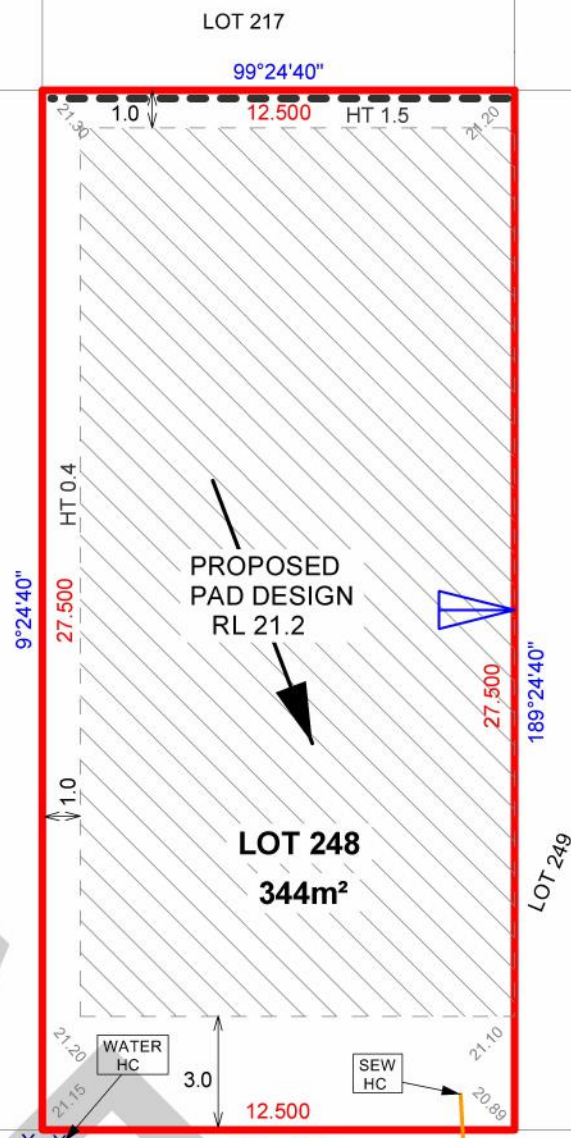 LOT 217
99°24'40"
21.30
1.0
12.500
HT 1.5
21.20
HT 0.4
PROPOSED
PAD DESIGN
RL 21.2
9°24'40"
27.500
27.500
189°24'40"
1.0
LOT 248
344m²
LOT 249
21.20
WATER
HC
21.15
3.0
SEW
HC
21.10
20.89
12.500